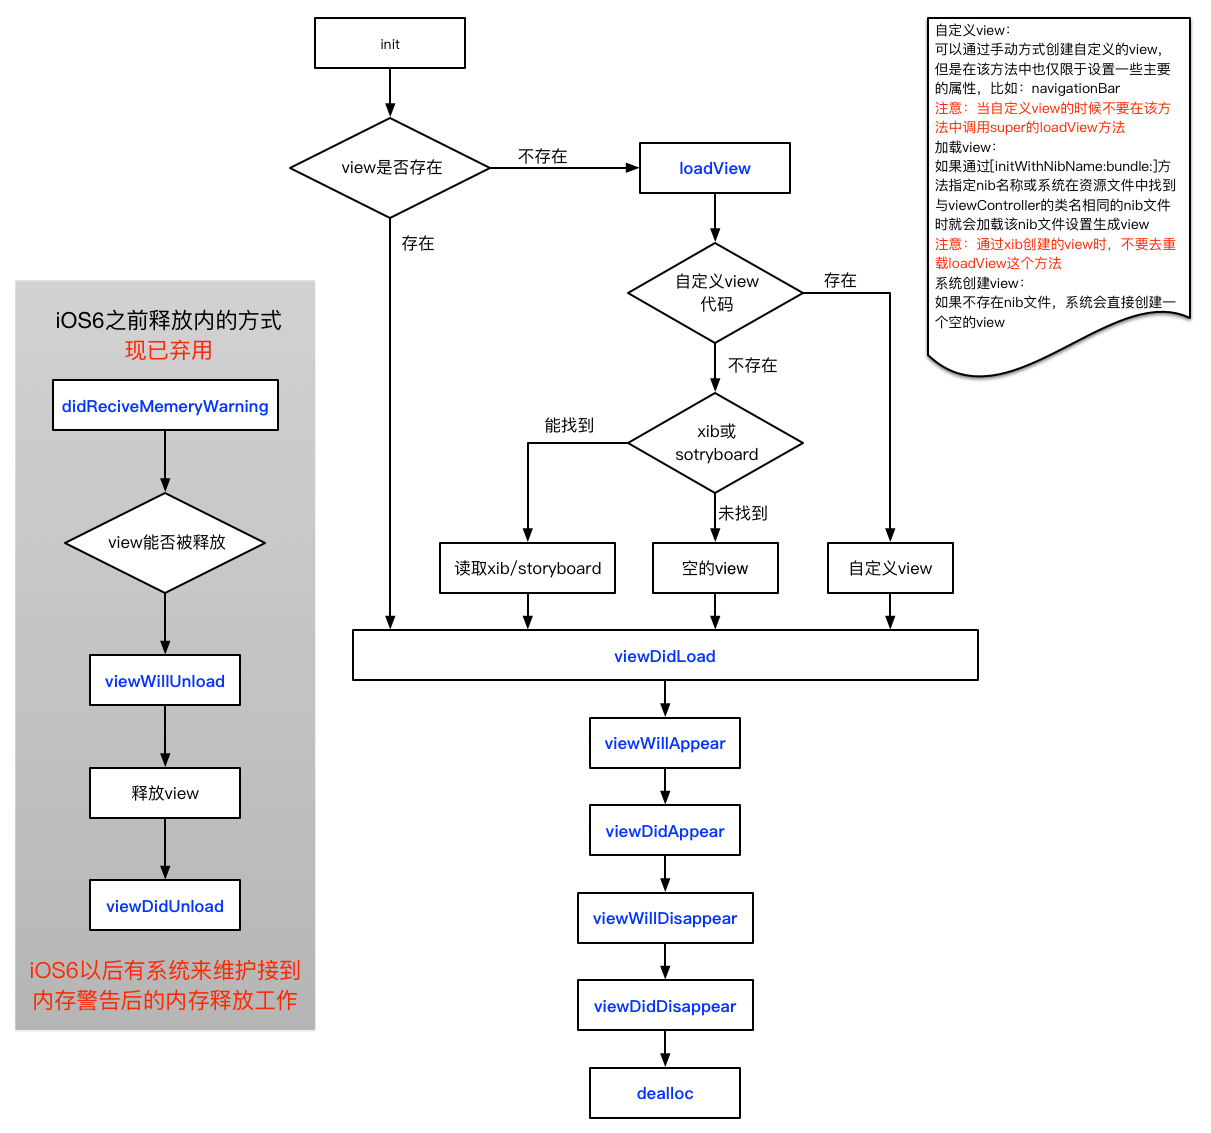 init
view是否存在
不存在
loadView
存在
自定义view
代码
存在
不存在
xib或
sotryboard
能找到
未找到
读取xib/storyboard
空的view
自定义view
viewDidLoad
viewWillAppear
viewDidAppear
viewWillDisappear
viewDidDisappear
dealloc
自定义view：
可以通过手动方式创建自定义的view，
但是在该方法中也仅限于设置一些主要
的属性，比如：navigationBar
注意：当自定义view的时候不要在该方
法中调用super的loadView方法
加载view：
如果通过[initWithNibName:bundle:]方
法指定nib名称或系统在资源文件中找到
与viewController的类名相同的nib文件
时就会加载该nib文件设置生成view
注意：通过xib创建的view时，不要去重
载loadView这个方法
系统创建view：
如果不存在nib文件，系统会直接创建一
个空的view
iOS6之前释放内的方式
现已弃用
didReciveMemeryWarning
view能否被释放
viewWillUnload
释放view
viewDidUnload
iOS6以后有系统来维护接到
内存警告后的内存释放工作